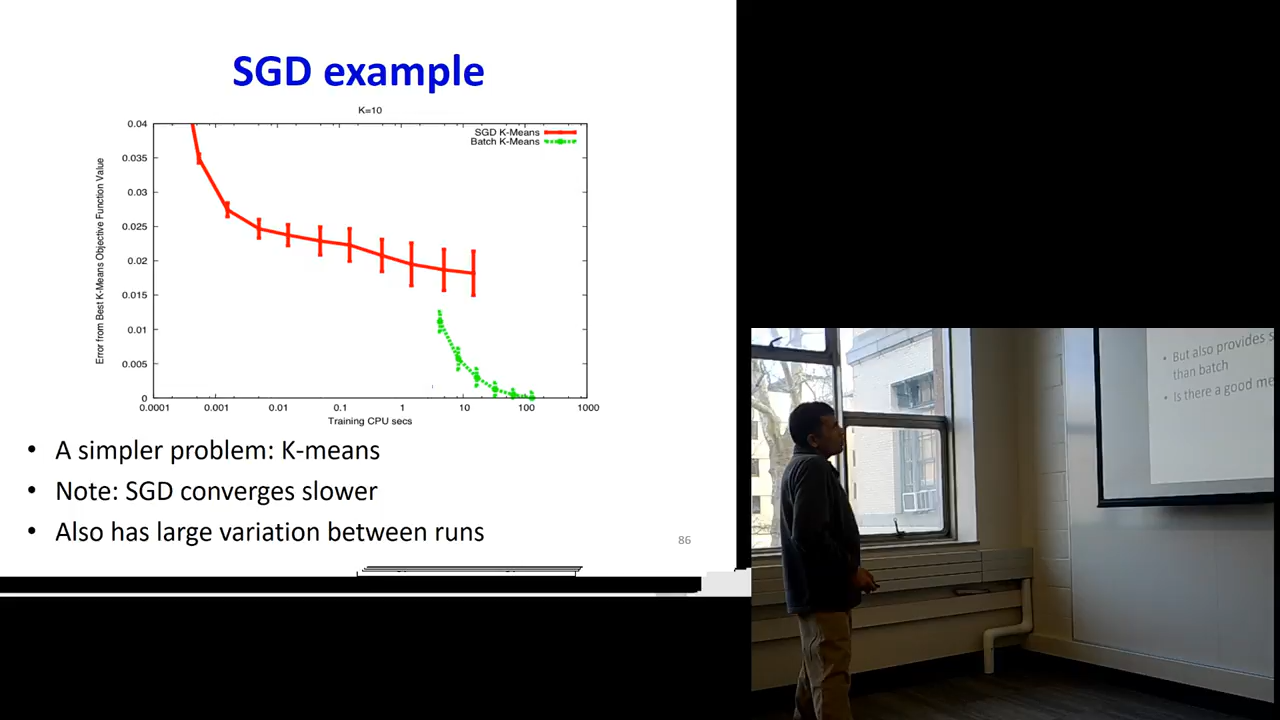 SGD example
K=10
SGD K-Means
Batch K-Means
Error from Best K-Means Objective Function Value
0.04
0.035
0.03
0.025
0.02
0.015
0.01
0.005
0
0.0001
0.001
0.01
0.1
1
10
100
1000
Training CPU secs
• A simpler problem: K-means
• Note: SGD converges slower
• Also has large variation between runs
86
• But also provides
than batch
• Is there a good